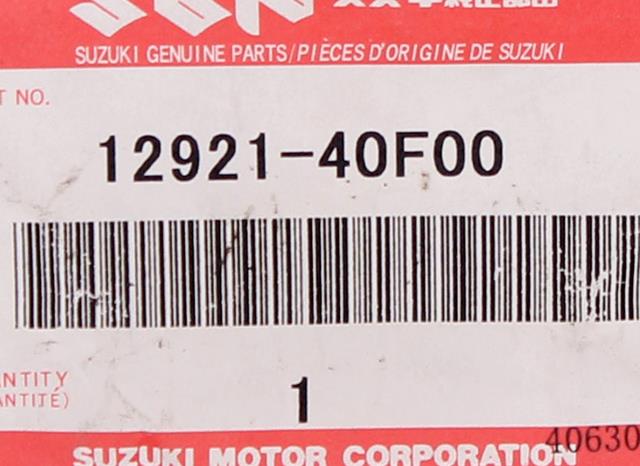 SUZUKI GENUINE PARTS/PIÈCES D'ORIGINE DE SUZUKI
T NO.
12921-40F00
ANTITY
ANTITÉ)
1
40630
SUZUKI MOTOR CORPORATION